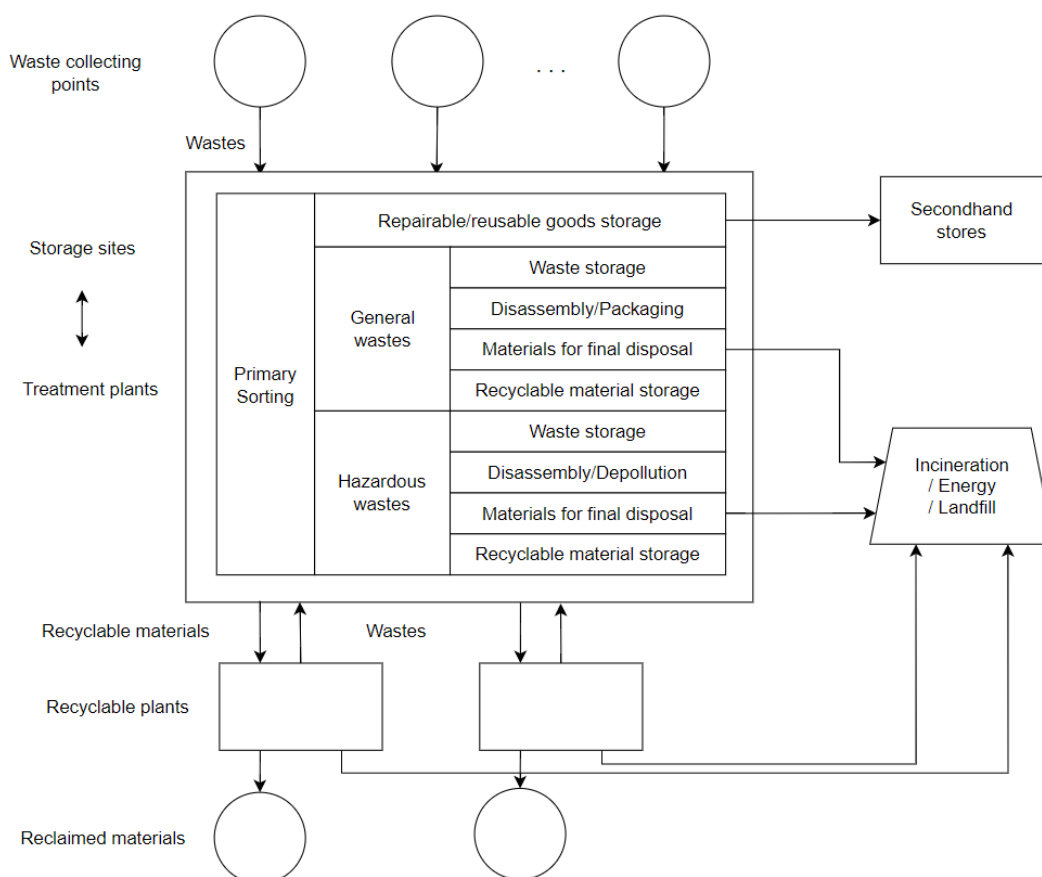 Waste collecting
points
. . .
Wastes
Repairable/reusable goods storage
Secondhand
stores
Storage sites
Waste storage
General
wastes
Disassembly/Packaging
Materials for final disposal
Treatment plants
Primary
Sorting
Recyclable material storage
Waste storage
Hazardous
wastes
Disassembly/Depollution
Incineration
/ Energy
/ Landfill
Materials for final disposal
Recyclable material storage
Recyclable materials
Wastes
Recyclable plants
Reclaimed materials